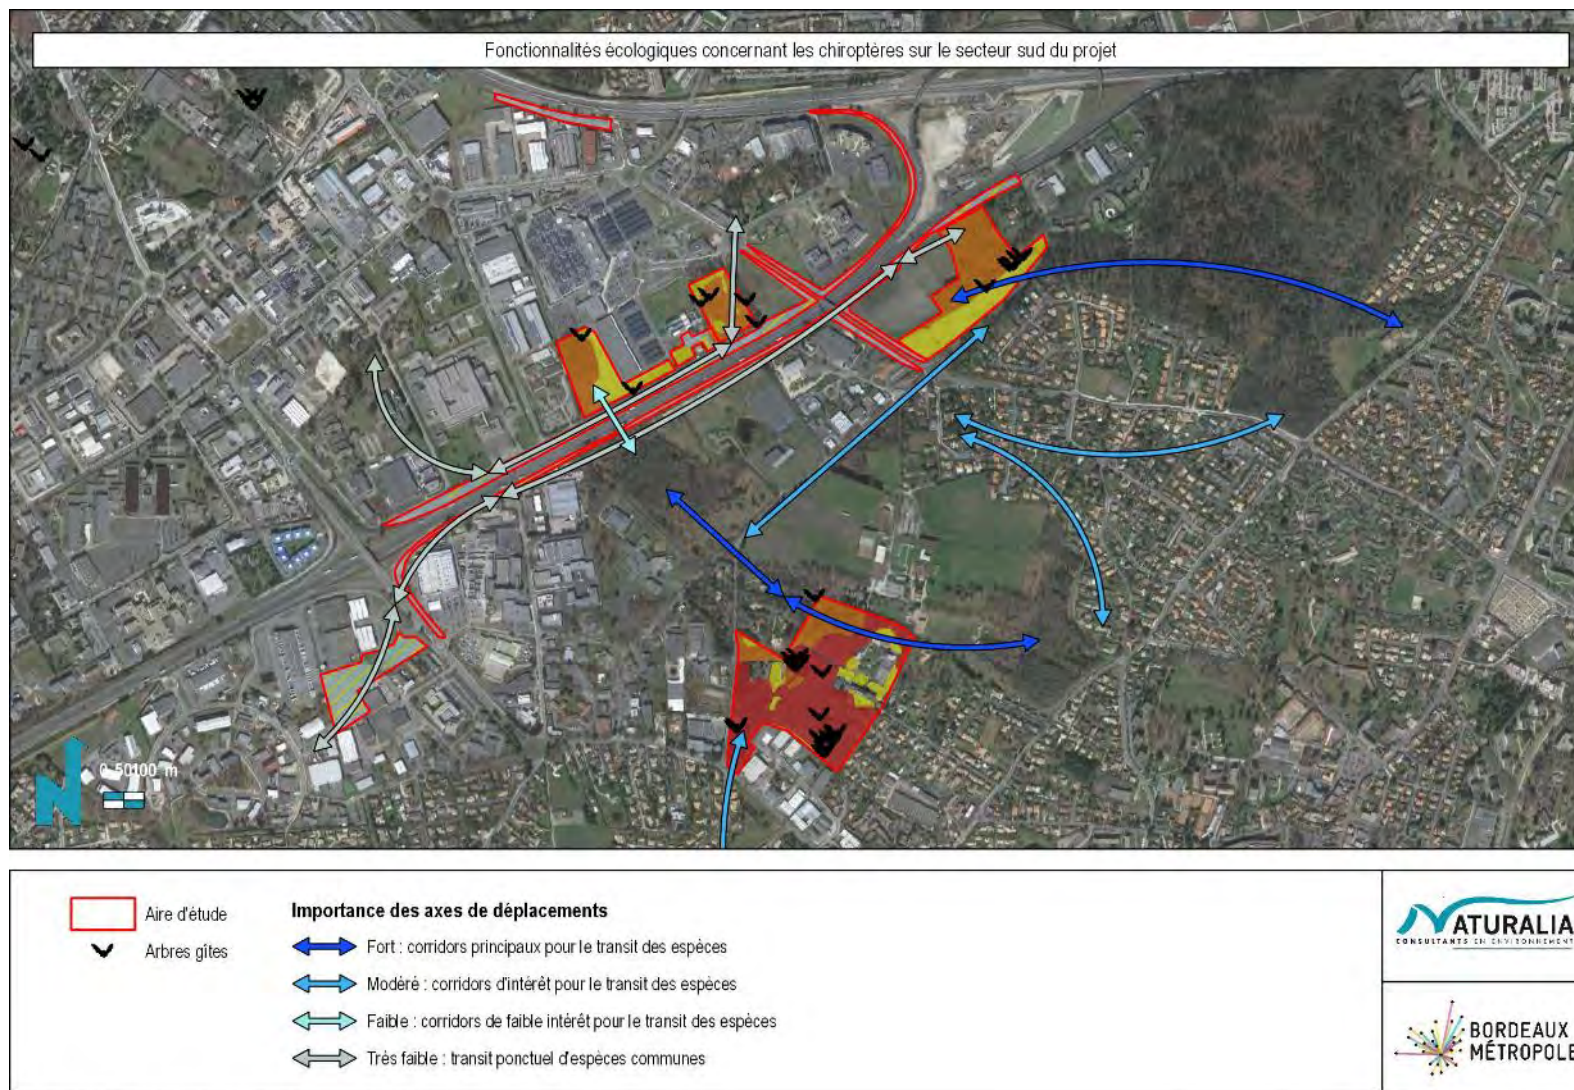 Fonctionnalités écologiques concernant les chiroptères sur le secteur sud du projet
0 50100 m
Aire d'étude
Arbres gîtes
Importance des axes de déplacements
Fort : corridors principaux pour le transit des espèces
Modéré : corridors d'intérêt pour le transit des espèces
Faible : corridors de faible intérêt pour le transit des espèces
Très faible : transit ponctuel d'espèces communes
NATURALIA
CONSULTANTS EN ENVIRONNEMENT
BORDEAUX
MÉTROPOLE